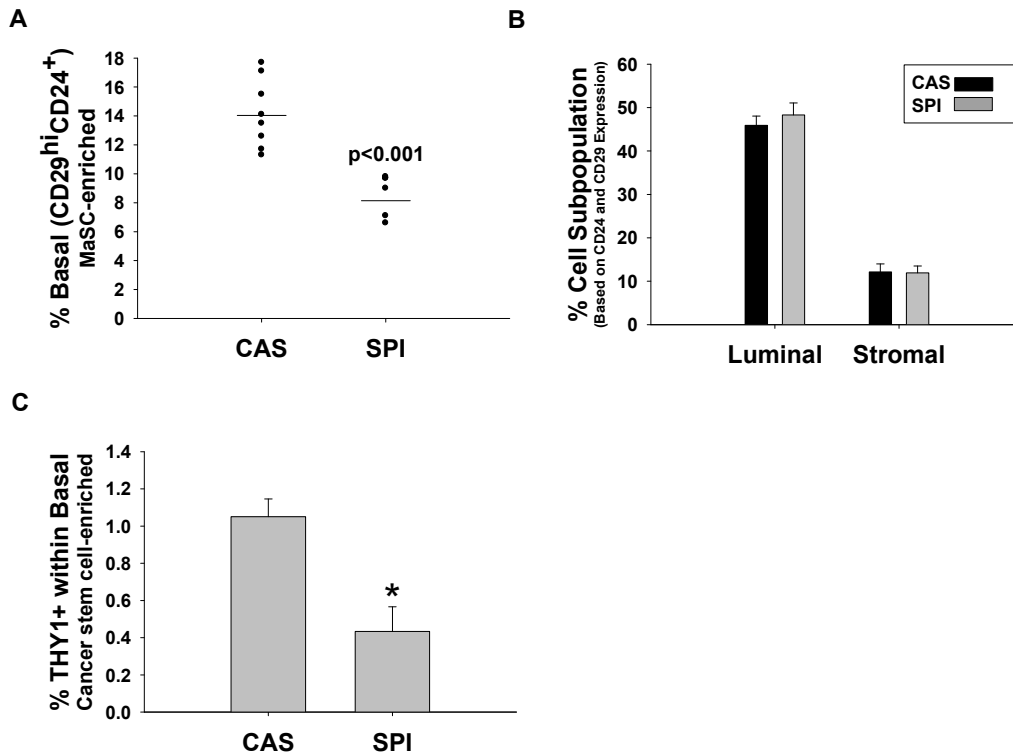 A
% Basal (CD29hiCD24+)
MaSC-enriched
18
16
14
12
10
8
6
4
2
0
p<0.001
CAS SPI
B
% Cell Subpopulation
(Based on CD24 and CD29 Expression)
60
50
40
30
20
10
0
CAS
SPI
Luminal Stromal
C
% THY1+ within Basal
Cancer stem cell-enriched
1.4
1.2
1.0
0.8
0.6
0.4
0.2
0.0
*
CAS SPI